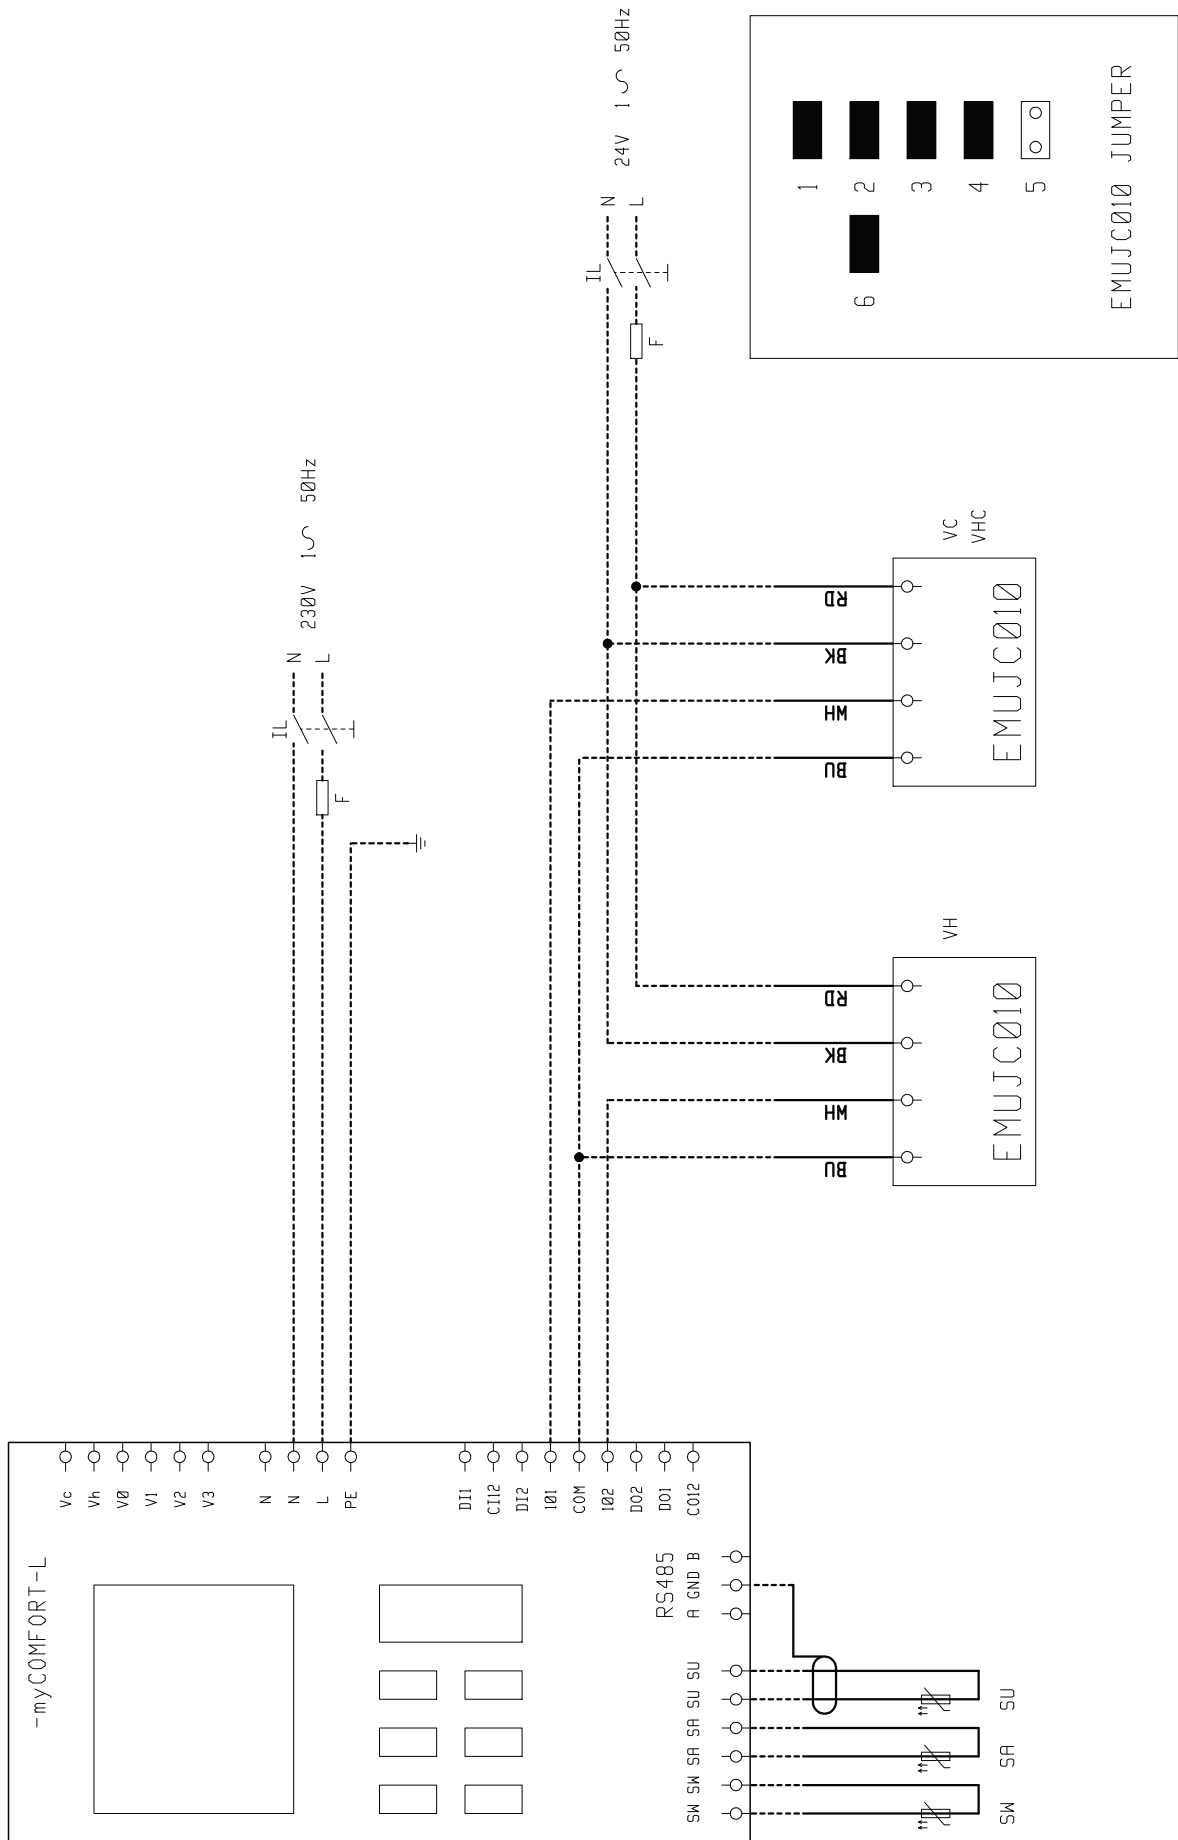 -myCOMFORT-L
Vc
Vh
V0
V1
V2
V3
N
N
L
PE
DI1
CI12
DI2
101
COM
102
DO2
DO1
CO12
RS485
A GND B
SW SW SA SA SU SU
SW
SA
SU
IL
N
L
F
230V 1 ~ 50Hz
IL
N
L
F
24V 1 ~ 50Hz
BU
WH
BK
RD
EMUJC010
VH
BU
WH
BK
RD
EMUJC010
VC
VHC
1
2
3
4
5
6
EMUJC010 JUMPER